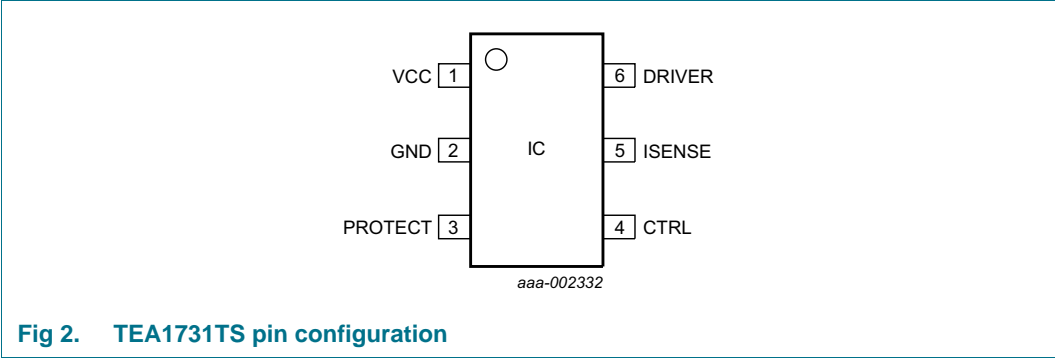 VCC 1 6 DRIVER
GND 2 IC 5 ISENSE
PROTECT 3 4 CTRL
aaa-002332
Fig 2. TEA1731TS pin configuration